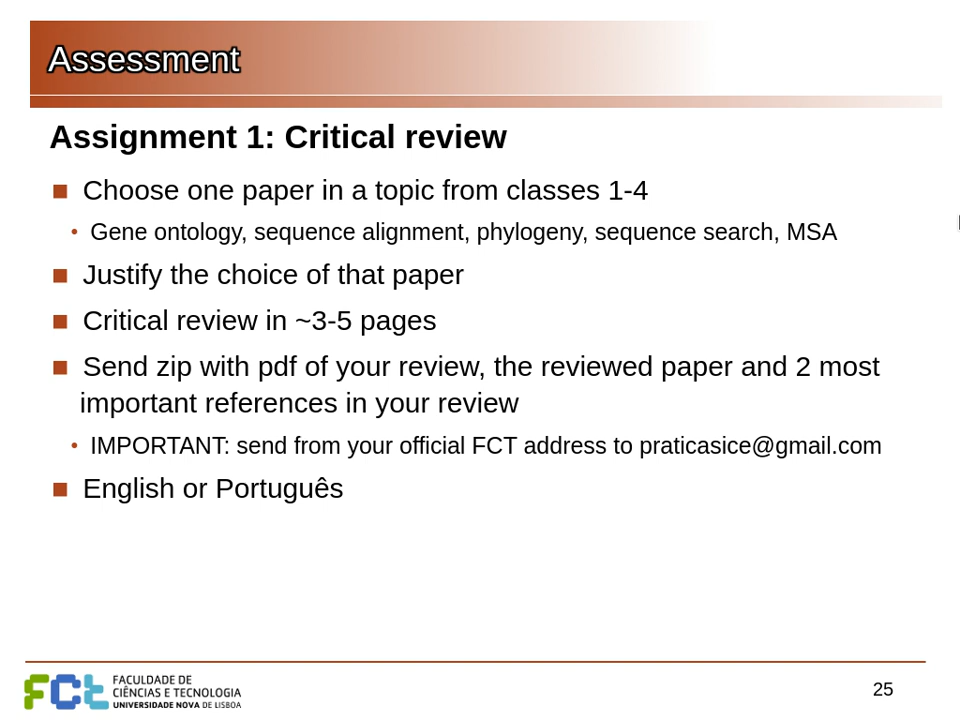 Assessment
Assignment 1: Critical review
■ Choose one paper in a topic from classes 1-4
• Gene ontology, sequence alignment, phylogeny, sequence search, MSA
■ Justify the choice of that paper
■ Critical review in ~3-5 pages
■ Send zip with pdf of your review, the reviewed paper and 2 most
important references in your review
• IMPORTANT: send from your official FCT address to praticasice@gmail.com
■ English or Português
FCt
FACULDADE DE
CIÊNCIAS E TECNOLOGIA
UNIVERSIDADE NOVA DE LISBOA
25